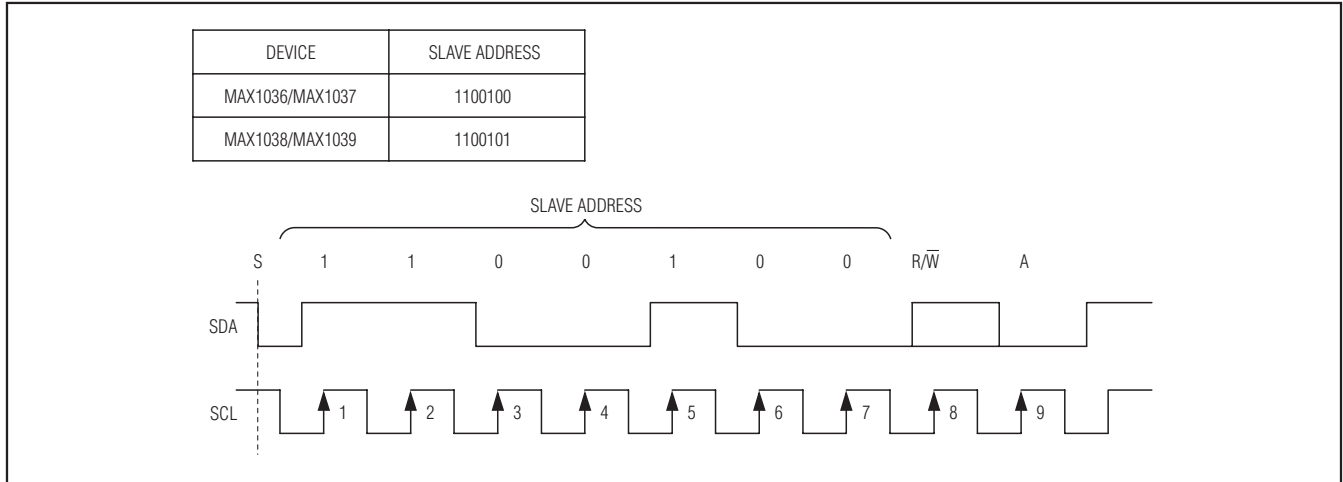 DEVICE SLAVE ADDRESS
MAX1036/MAX1037 1100100
MAX1038/MAX1039 1100101
SLAVE ADDRESS
S 1 1 0 0 1 0 0 R/W̅ A
SDA
SCL 1 2 3 4 5 6 7 8 9